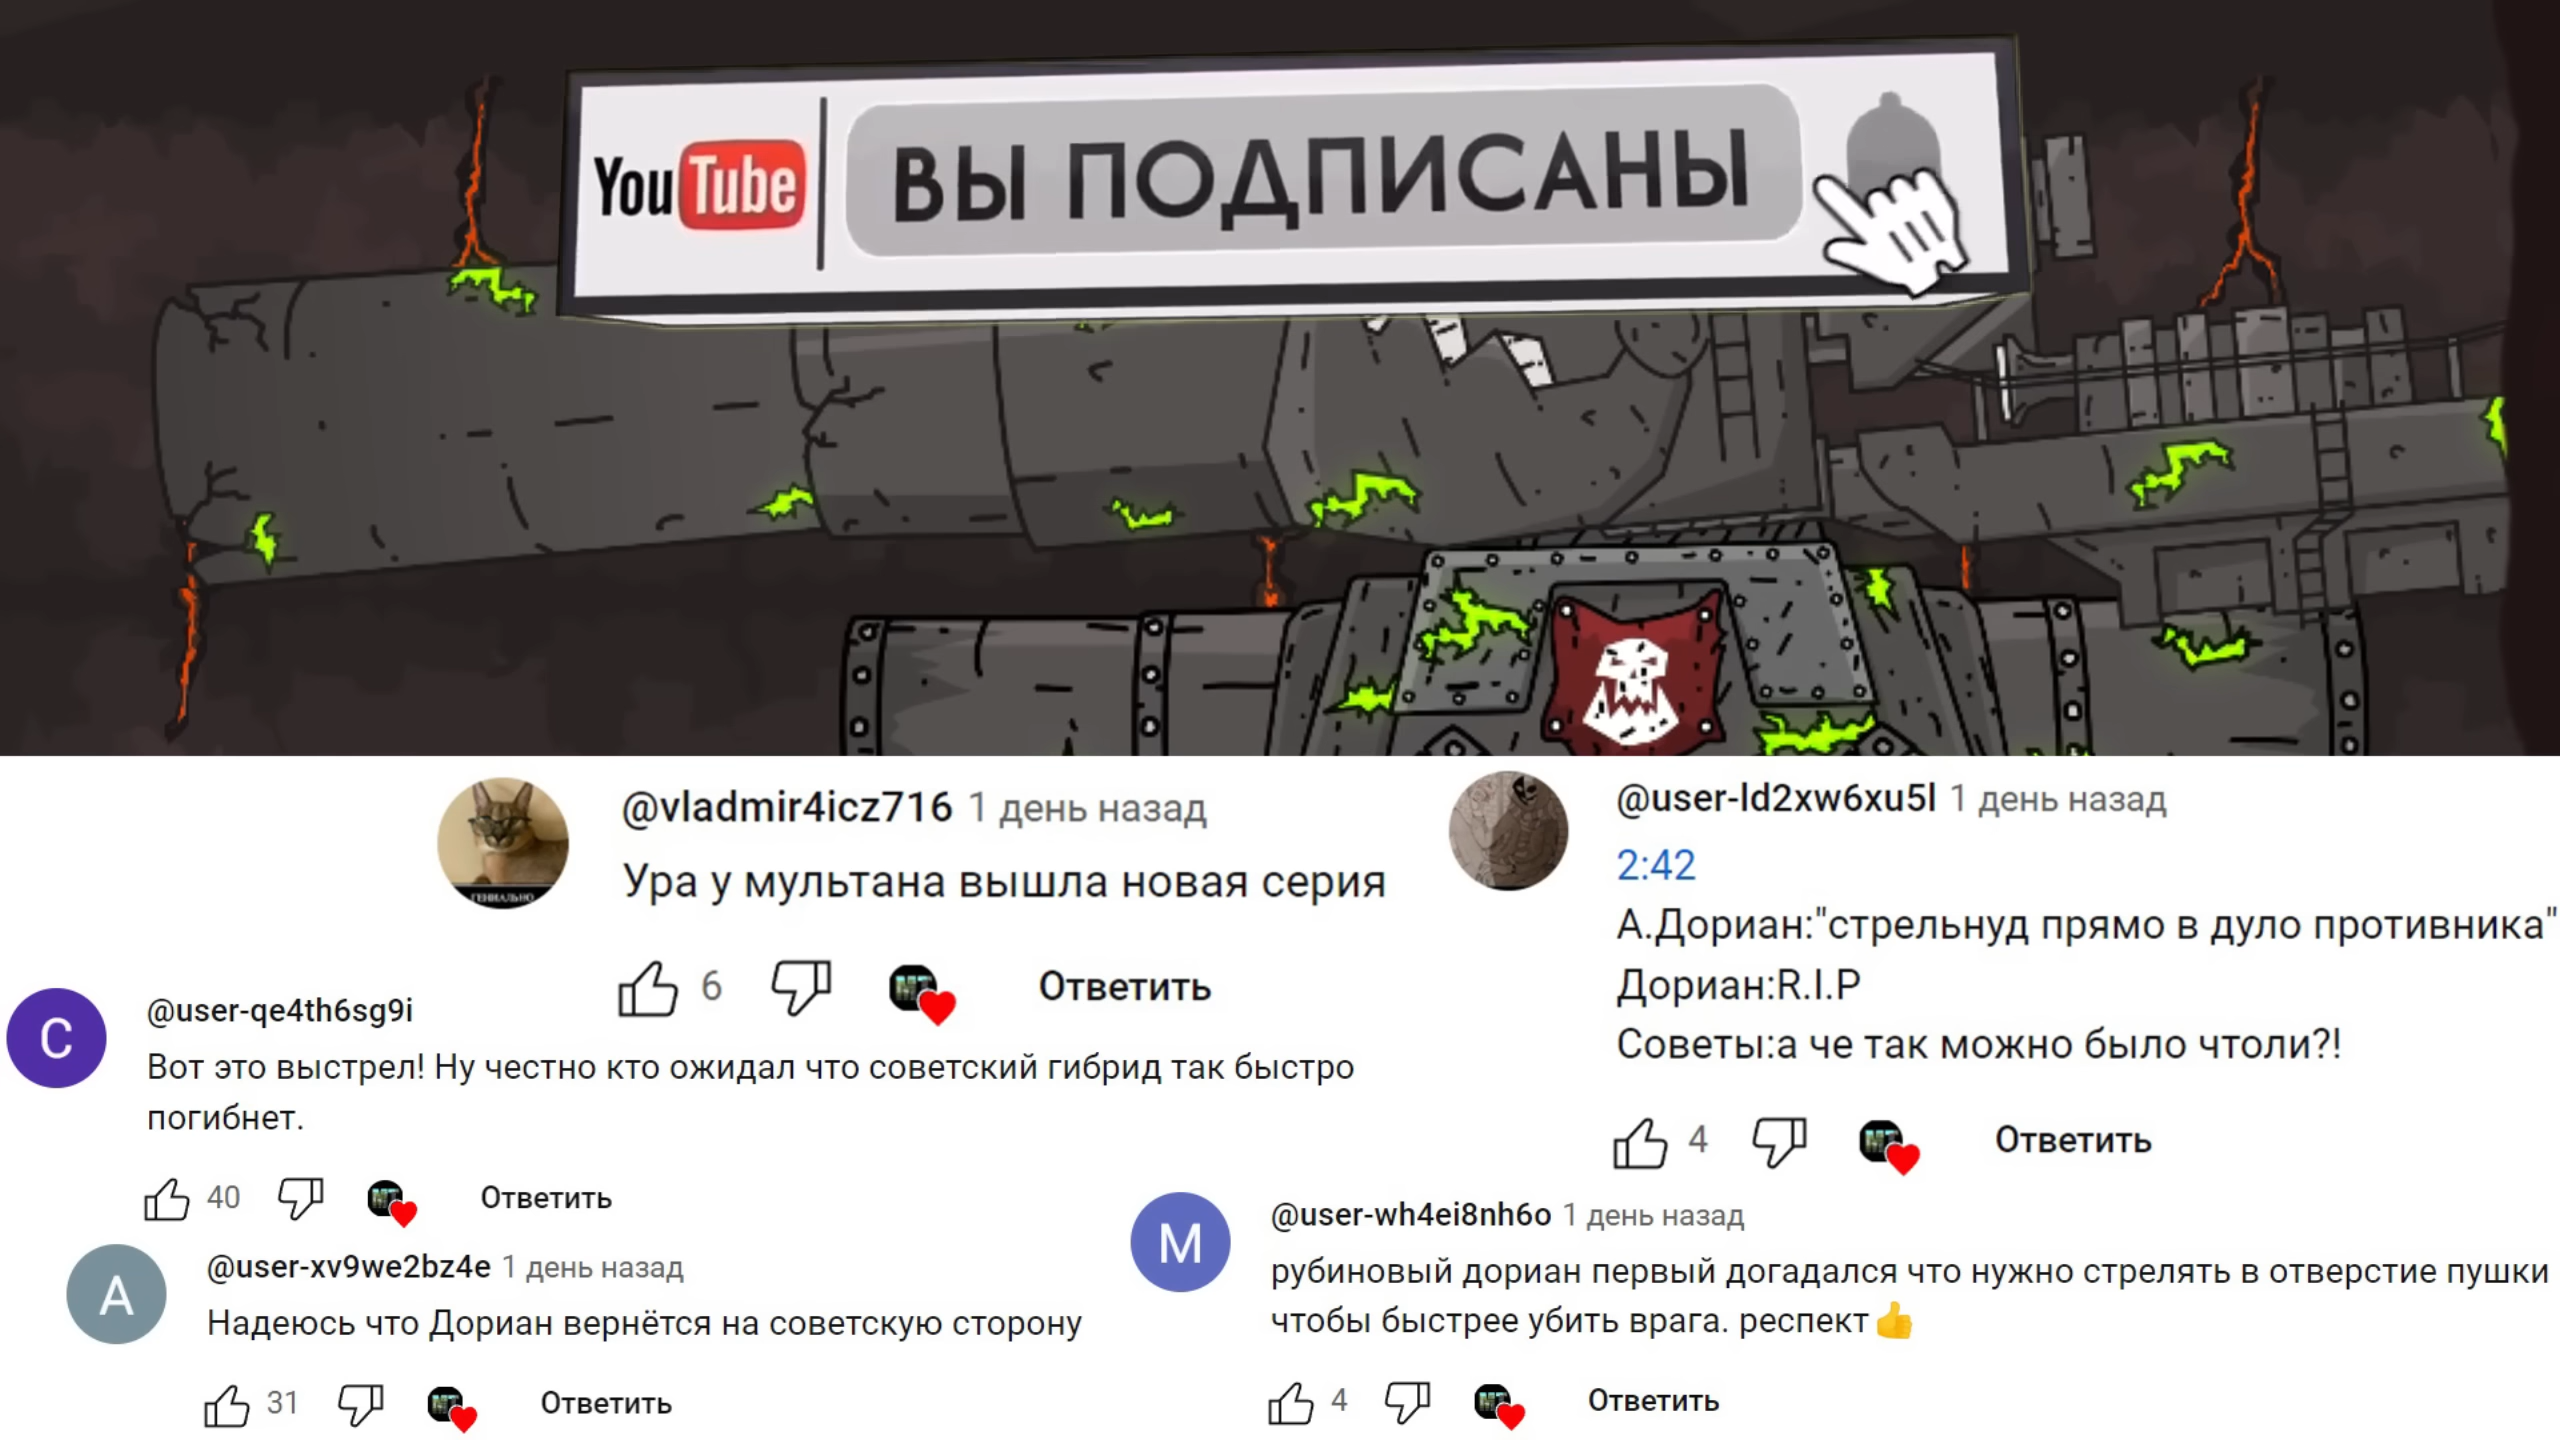 YouTube
ВЫ ПОДПИСАНЫ
@vladmir4icz716 1 день назад
Ура у мультана вышла новая серия
ГЕНИАЛЬНО
6
Ответить
@user-ld2xw6xu5l 1 день назад
2:42
А.Дориан:"стрельнуд прямо в дуло противника"
Дориан:R.I.P
Советы:а че так можно было чтоли?!
4
Ответить
С
@user-qe4th6sg9i
Вот это выстрел! Ну честно кто ожидал что советский гибрид так быстро
погибнет.
40
Ответить
А
@user-xv9we2bz4e 1 день назад
Надеюсь что Дориан вернётся на советскую сторону
31
Ответить
М
@user-wh4ei8nh6o 1 день назад
рубиновый дориан первый догадался что нужно стрелять в отверстие пушки
чтобы быстрее убить врага. респект👍
4
Ответить